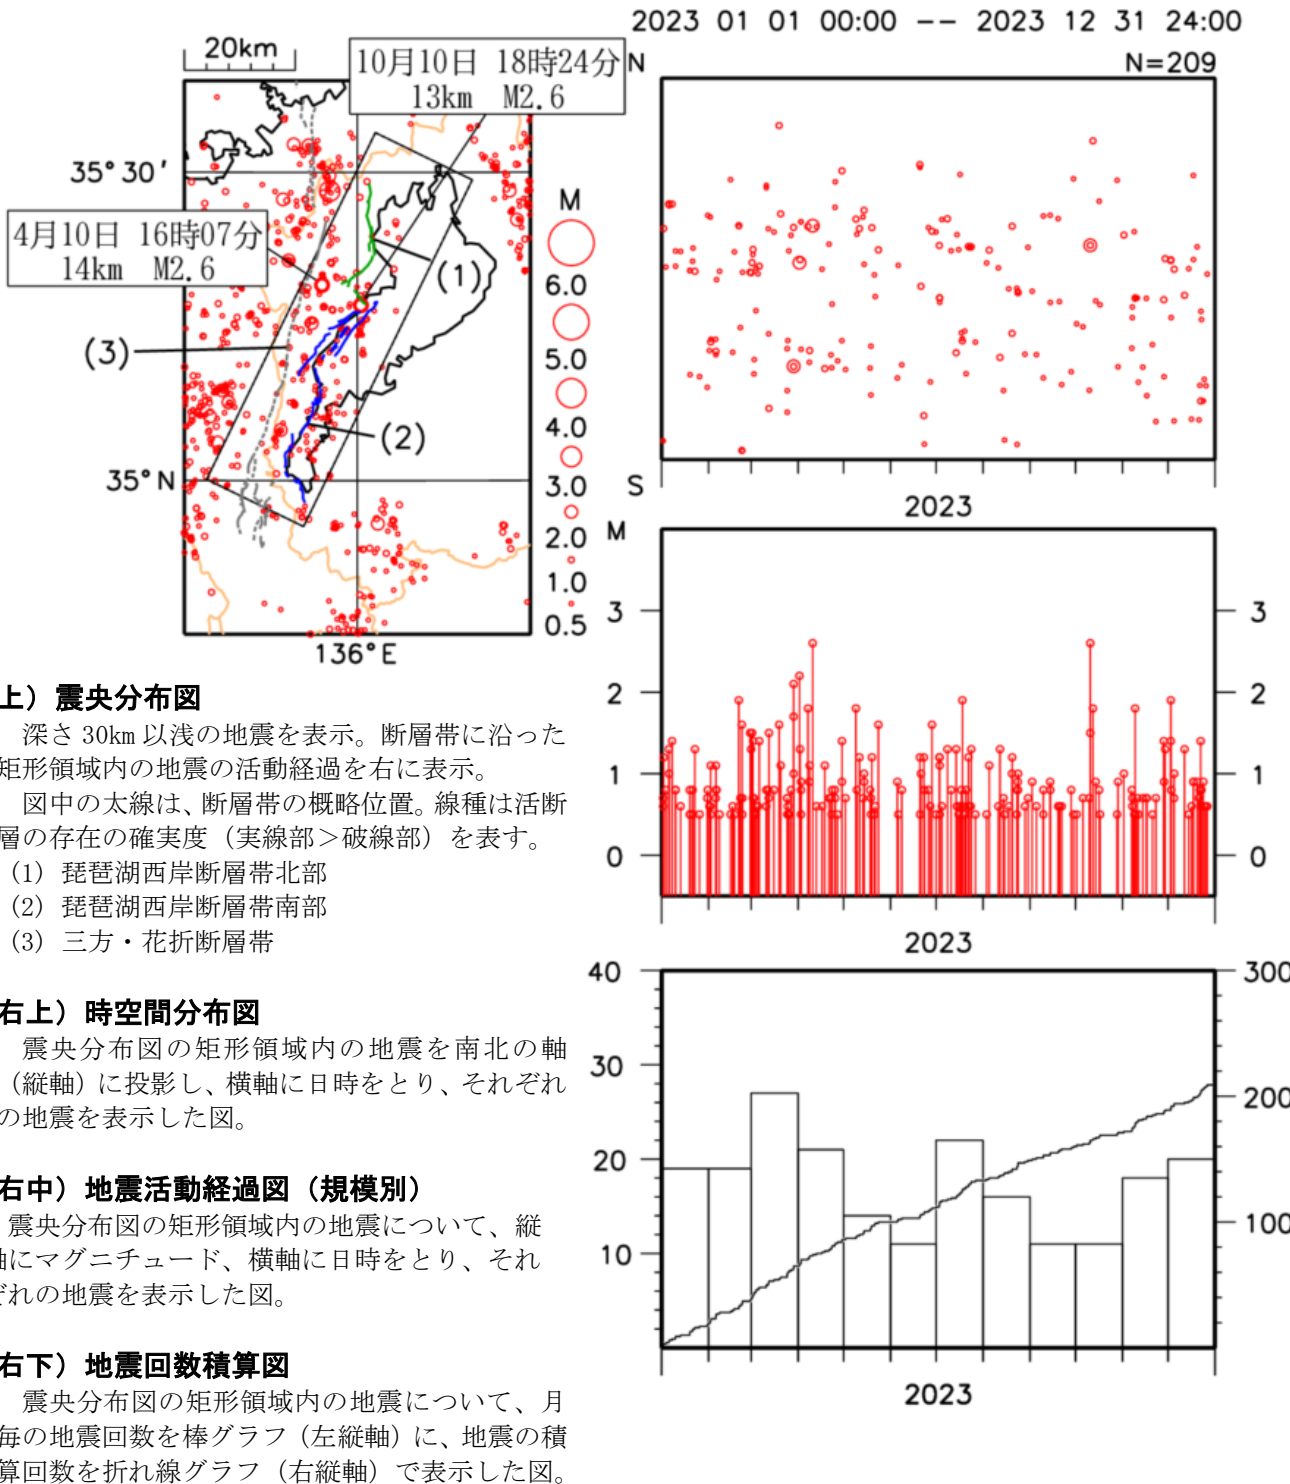 2023 01 01 00:00 -- 2023 12 31 24:00
N=209
20km
10月10日 18時24分
13km M2.6
N
35°30′
4月10日 16時07分
14km M2.6
(1)
(3)
(2)
35°N
136°E
M
6.0
5.0
4.0
3.0
2.0
1.0
0.5
S
2023
M
3
2
1
0
3
2
1
0
2023
40
30
20
10
300
200
100
2023
上）震央分布図
深さ 30km 以浅の地震を表示。断層帯に沿った
矩形領域内の地震の活動経過を右に表示。
図中の太線は、断層帯の概略位置。線種は活断
層の存在の確実度（実線部＞破線部）を表す。
(1) 琵琶湖西岸断層帯北部
(2) 琵琶湖西岸断層帯南部
(3) 三方・花折断層帯
右上）時空間分布図
震央分布図の矩形領域内の地震を南北の軸
（縦軸）に投影し、横軸に日時をとり、それぞれ
の地震を表示した図。
右中）地震活動経過図（規模別）
震央分布図の矩形領域内の地震について、縦
軸にマグニチュード、横軸に日時をとり、それ
ぞれの地震を表示した図。
右下）地震回数積算図
震央分布図の矩形領域内の地震について、月
毎の地震回数を棒グラフ（左縦軸）に、地震の積
算回数を折れ線グラフ（右縦軸）で表示した図。